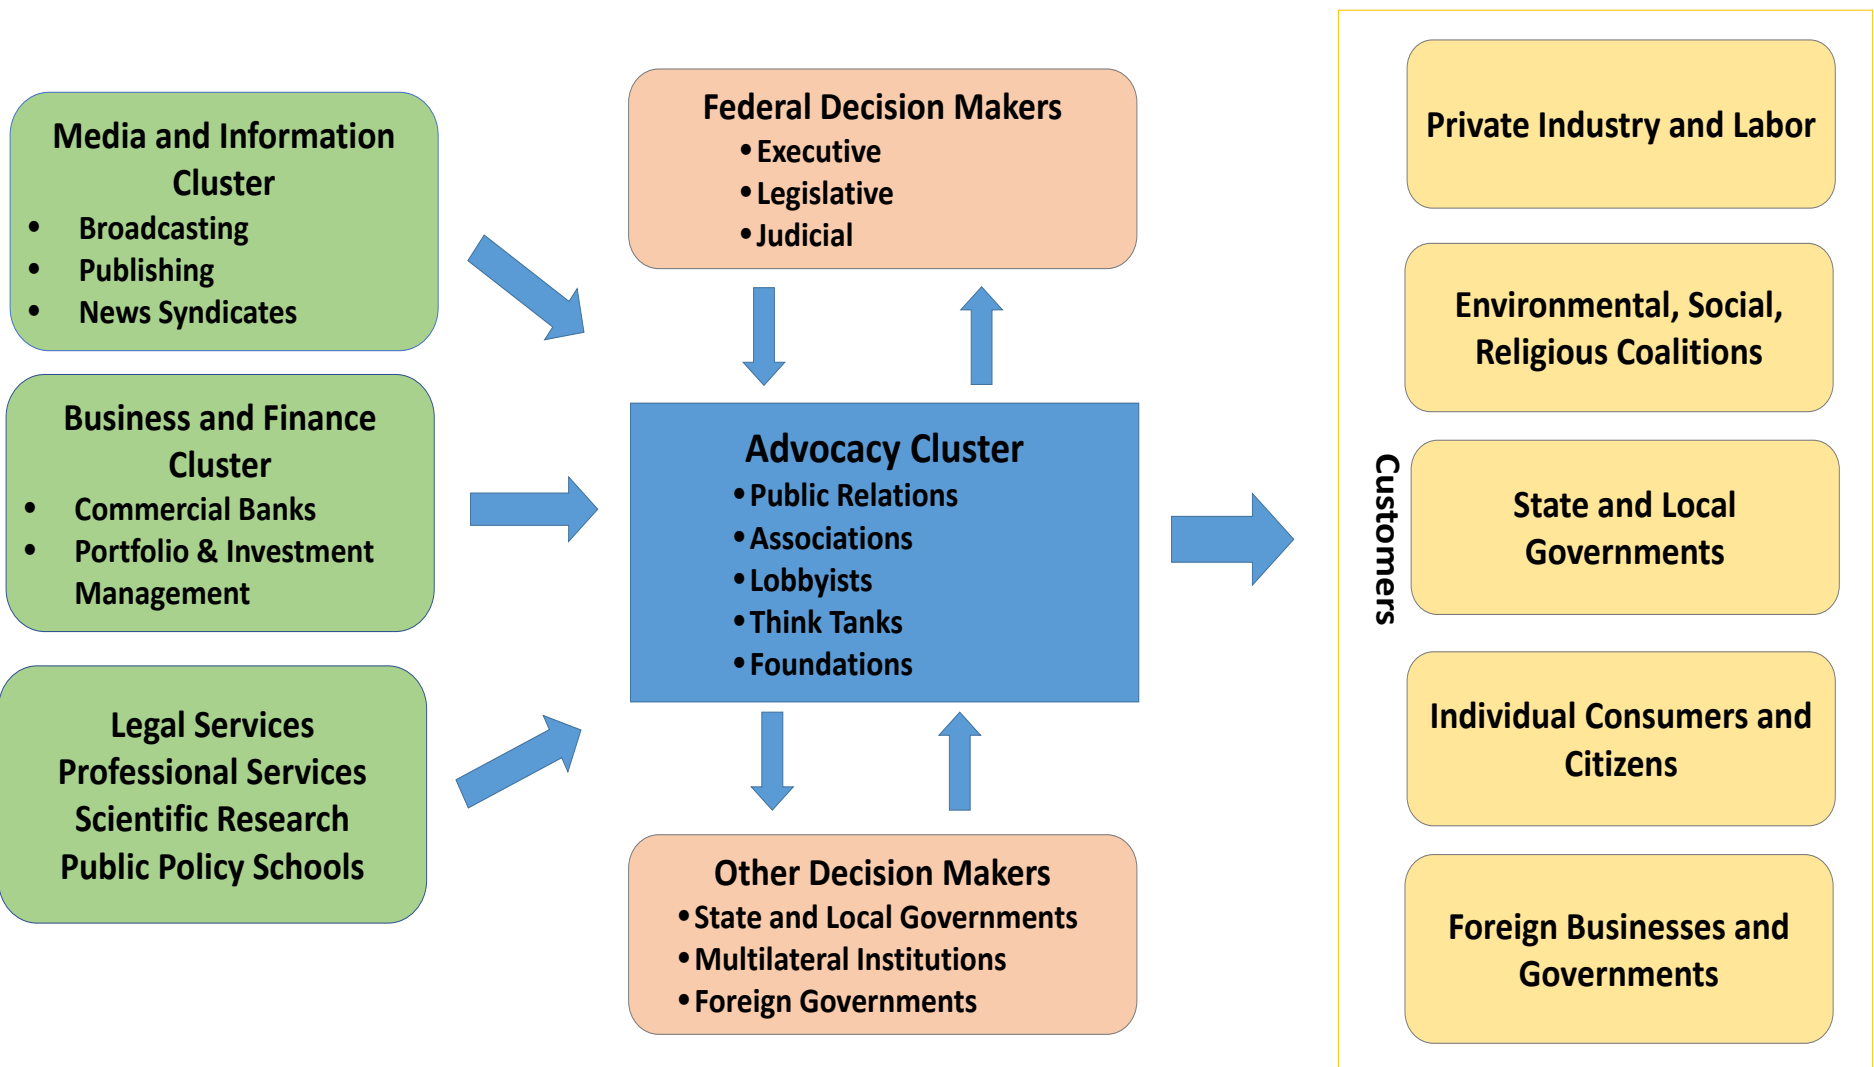 Media and Information
Cluster
• Broadcasting
• Publishing
• News Syndicates
Business and Finance
Cluster
• Commercial Banks
• Portfolio & Investment
Management
Legal Services
Professional Services
Scientific Research
Public Policy Schools
Federal Decision Makers
• Executive
• Legislative
• Judicial
Advocacy Cluster
• Public Relations
• Associations
• Lobbyists
• Think Tanks
• Foundations
Other Decision Makers
• State and Local Governments
• Multilateral Institutions
• Foreign Governments
Customers
Private Industry and Labor
Environmental, Social,
Religious Coalitions
State and Local
Governments
Individual Consumers and
Citizens
Foreign Businesses and
Governments